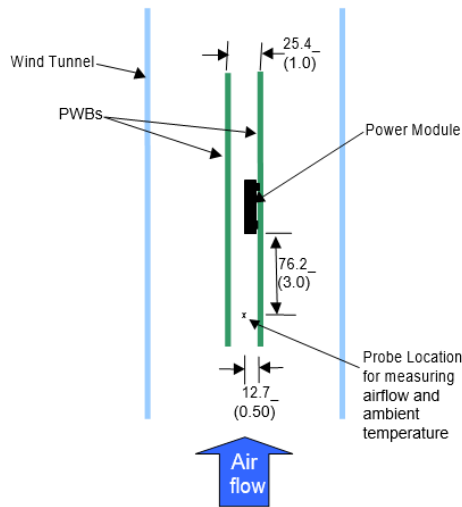 25.4_
(1.0)
Wind Tunnel
PWBs
Power Module
76.2_
(3.0)
x
Probe Location
for measuring
airflow and
ambient
temperature
12.7_
(0.50)
Air
flow